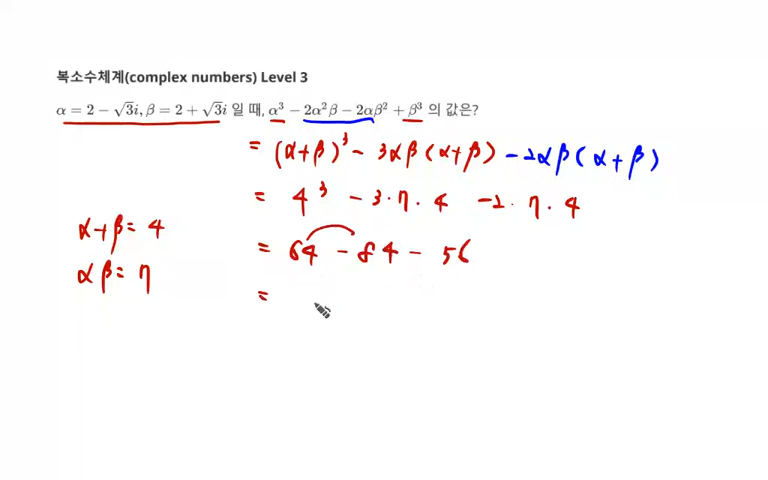 복소수체계(complex numbers) Level 3
α = 2 − √3i, β = 2 + √3i 일 때, α³ − 2α²β − 2αβ² + β³ 의 값은?
= (α+β)³ − 3αβ(α+β) − 2αβ(α+β)
= 4³ − 3·7·4 −2·7·4
α+β = 4
= 64 − 84 − 56
αβ = 7
=